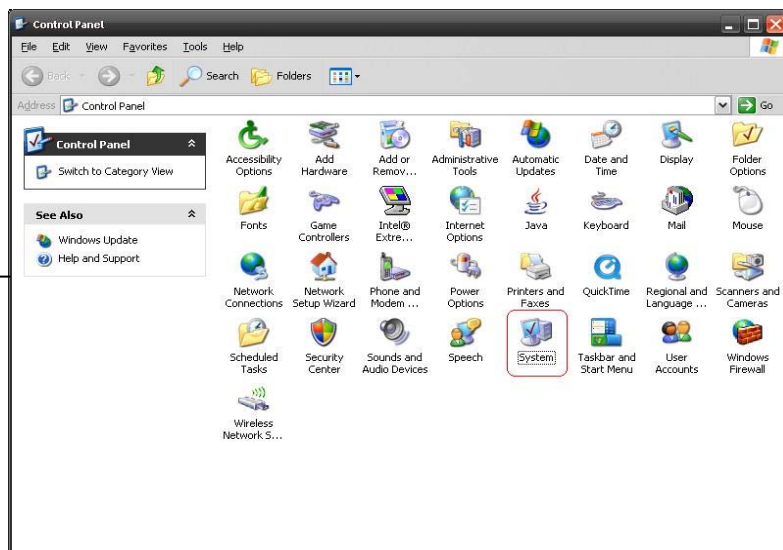 Control Panel
File Edit View Favorites Tools Help
Back Search Folders
Address Control Panel Go
Control Panel
Switch to Category View
See Also
Windows Update
Help and Support
Accessibility Options
Add Hardware
Add or Remov...
Administrative Tools
Automatic Updates
Date and Time
Display
Folder Options
Fonts
Game Controllers
Intel® Extre...
Internet Options
Java
Keyboard
Mail
Mouse
Network Connections
Network Setup Wizard
Phone and Modem ...
Power Options
Printers and Faxes
QuickTime
Regional and Language ...
Scanners and Cameras
Scheduled Tasks
Security Center
Sounds and Audio Devices
Speech
System
Taskbar and Start Menu
User Accounts
Windows Firewall
Wireless Network S...